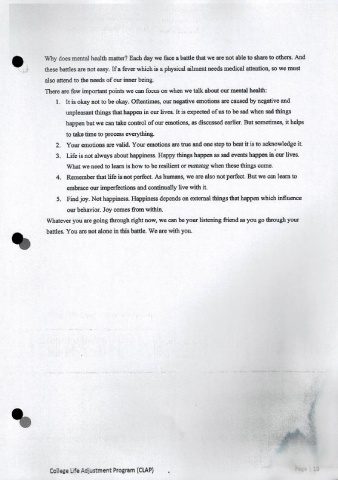 Why does mental health matter? Each day we face a battle that we are not able to share to others. And
these battles are not easy. If a fever which is a physical ailment needs medical attention, so we must
also attend to the needs of our inner being.
There are few important points we can focus on when we talk about our mental health:
1. It is okay not to be okay. Oftentimes, our negative emotions are caused by negative and
unpleasant things that happen in our lives. It is expected of us to be sad when sad things
happen but we can take control of our emotions, as discussed earlier. But sometimes, it helps
to take time to process everything.
2. Your emotions are valid. Your emotions are true and one step to beat it is to acknowledge it.
3. Life is not always about happiness. Happy things happen as sad events happen in our lives.
What we need to learn is how to be resilient or when these things come.
4. Remember that life is not perfect. As humans, we are also not perfect. But we can learn to
embrace our imperfections and continually live with it.
5. Find joy. Not happiness. Happiness depends on external things that happen which influence
our behavior. Joy comes from within.
Whatever you are going through right now, we can be your listening friend as you go through your
battles. You are not alone in this battle. We are with you.
College Life Adjustment Program (CLAP)
Page |